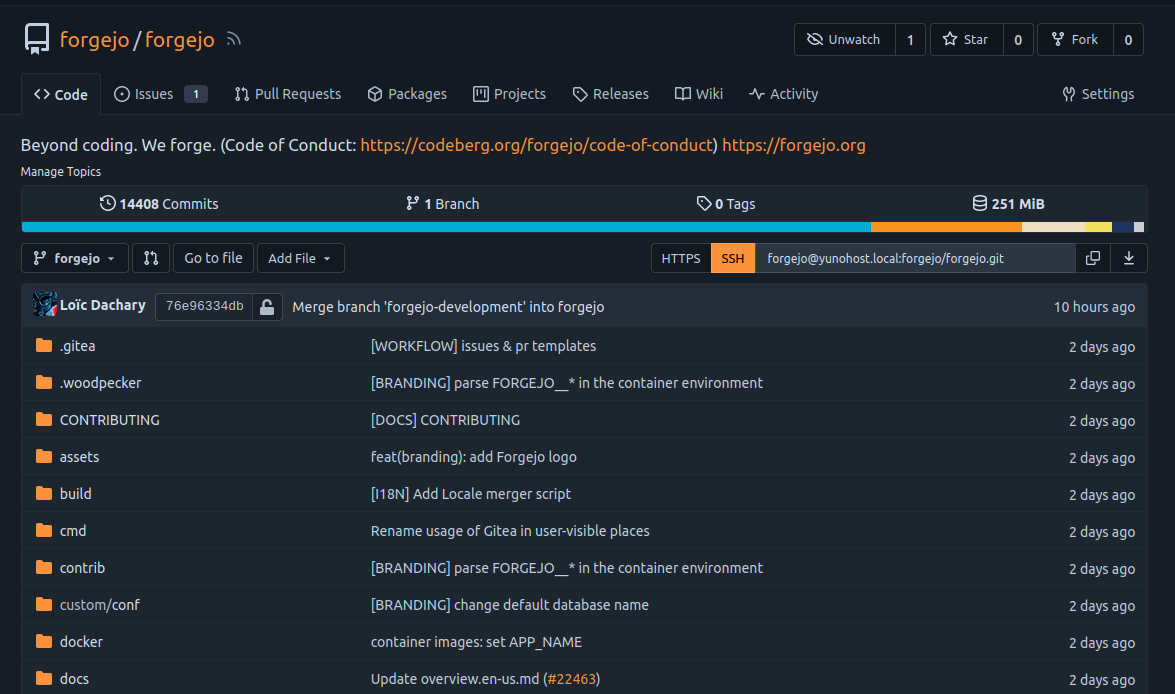 forgejo/forgejo Unwatch 1 Star 0 Fork 0
Code Issues 1 Pull Requests Packages Projects Releases Wiki Activity Settings
Beyond coding. We forge. (Code of Conduct: https://codeberg.org/forgejo/code-of-conduct) https://forgejo.org
Manage Topics
14408 Commits 1 Branch 0 Tags 251 MiB
forgejo Go to file Add File HTTPS SSH forgejo@yunohost.local:forgejo/forgejo.git
Loïc Dachary 76e96334db Merge branch 'forgejo-development' into forgejo 10 hours ago
.gitea [WORKFLOW] issues & pr templates 2 days ago
.woodpecker [BRANDING] parse FORGEJO__* in the container environment 2 days ago
CONTRIBUTING [DOCS] CONTRIBUTING 2 days ago
assets feat(branding): add Forgejo logo 2 days ago
build [I18N] Add Locale merger script 2 days ago
cmd Rename usage of Gitea in user-visible places 2 days ago
contrib [BRANDING] parse FORGEJO__* in the container environment 2 days ago
custom/conf [BRANDING] change default database name 2 days ago
docker container images: set APP_NAME 2 days ago
docs Update overview.en-us.md (#22463) 2 days ago